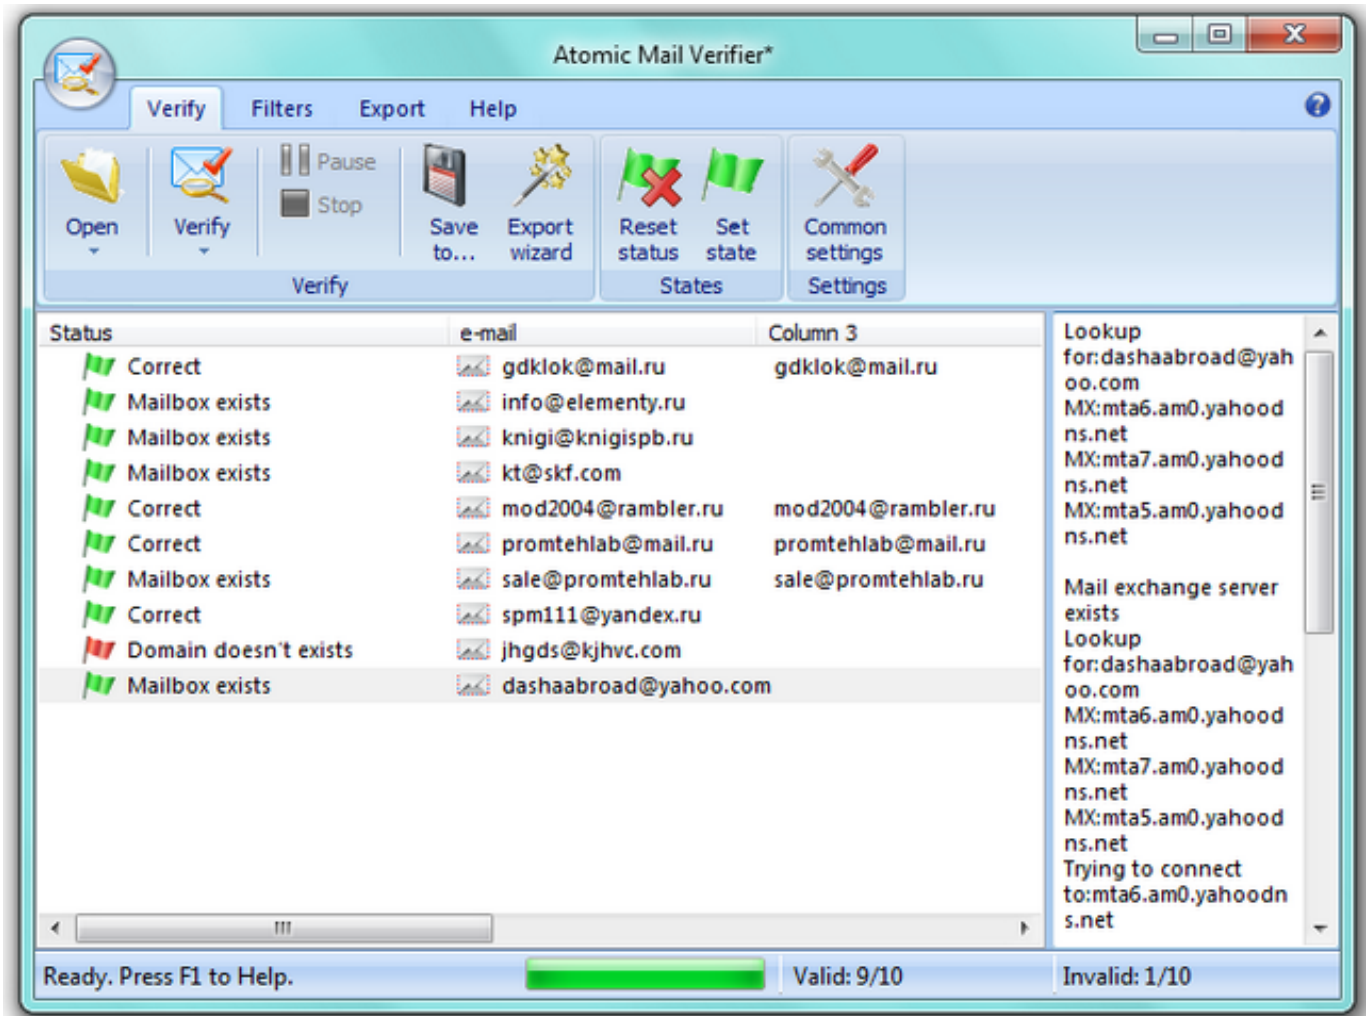 Atomic Mail Verifier*
Verify Filters Export Help
Open
Verify
Pause
Stop
Save
to...
Export
wizard
Reset
status
Set
state
Common
settings
Verify States Settings
Status e-mail Column 3
Correct gdklok@mail.ru gdklok@mail.ru
Mailbox exists info@elementy.ru
Mailbox exists knigi@knigispb.ru
Mailbox exists kt@skf.com
Correct mod2004@rambler.ru mod2004@rambler.ru
Correct promtehlab@mail.ru promtehlab@mail.ru
Mailbox exists sale@promtehlab.ru sale@promtehlab.ru
Correct spm111@yandex.ru
Domain doesn't exists jhgds@kjhvc.com
Mailbox exists dashaabroad@yahoo.com
Lookup
for:dashaabroad@yah
oo.com
MX:mta6.am0.yahood
ns.net
MX:mta7.am0.yahood
ns.net
MX:mta5.am0.yahood
ns.net
Mail exchange server
exists
Lookup
for:dashaabroad@yah
oo.com
MX:mta6.am0.yahood
ns.net
MX:mta7.am0.yahood
ns.net
MX:mta5.am0.yahood
ns.net
Trying to connect
to:mta6.am0.yahoodn
s.net
Ready. Press F1 to Help. Valid: 9/10 Invalid: 1/10